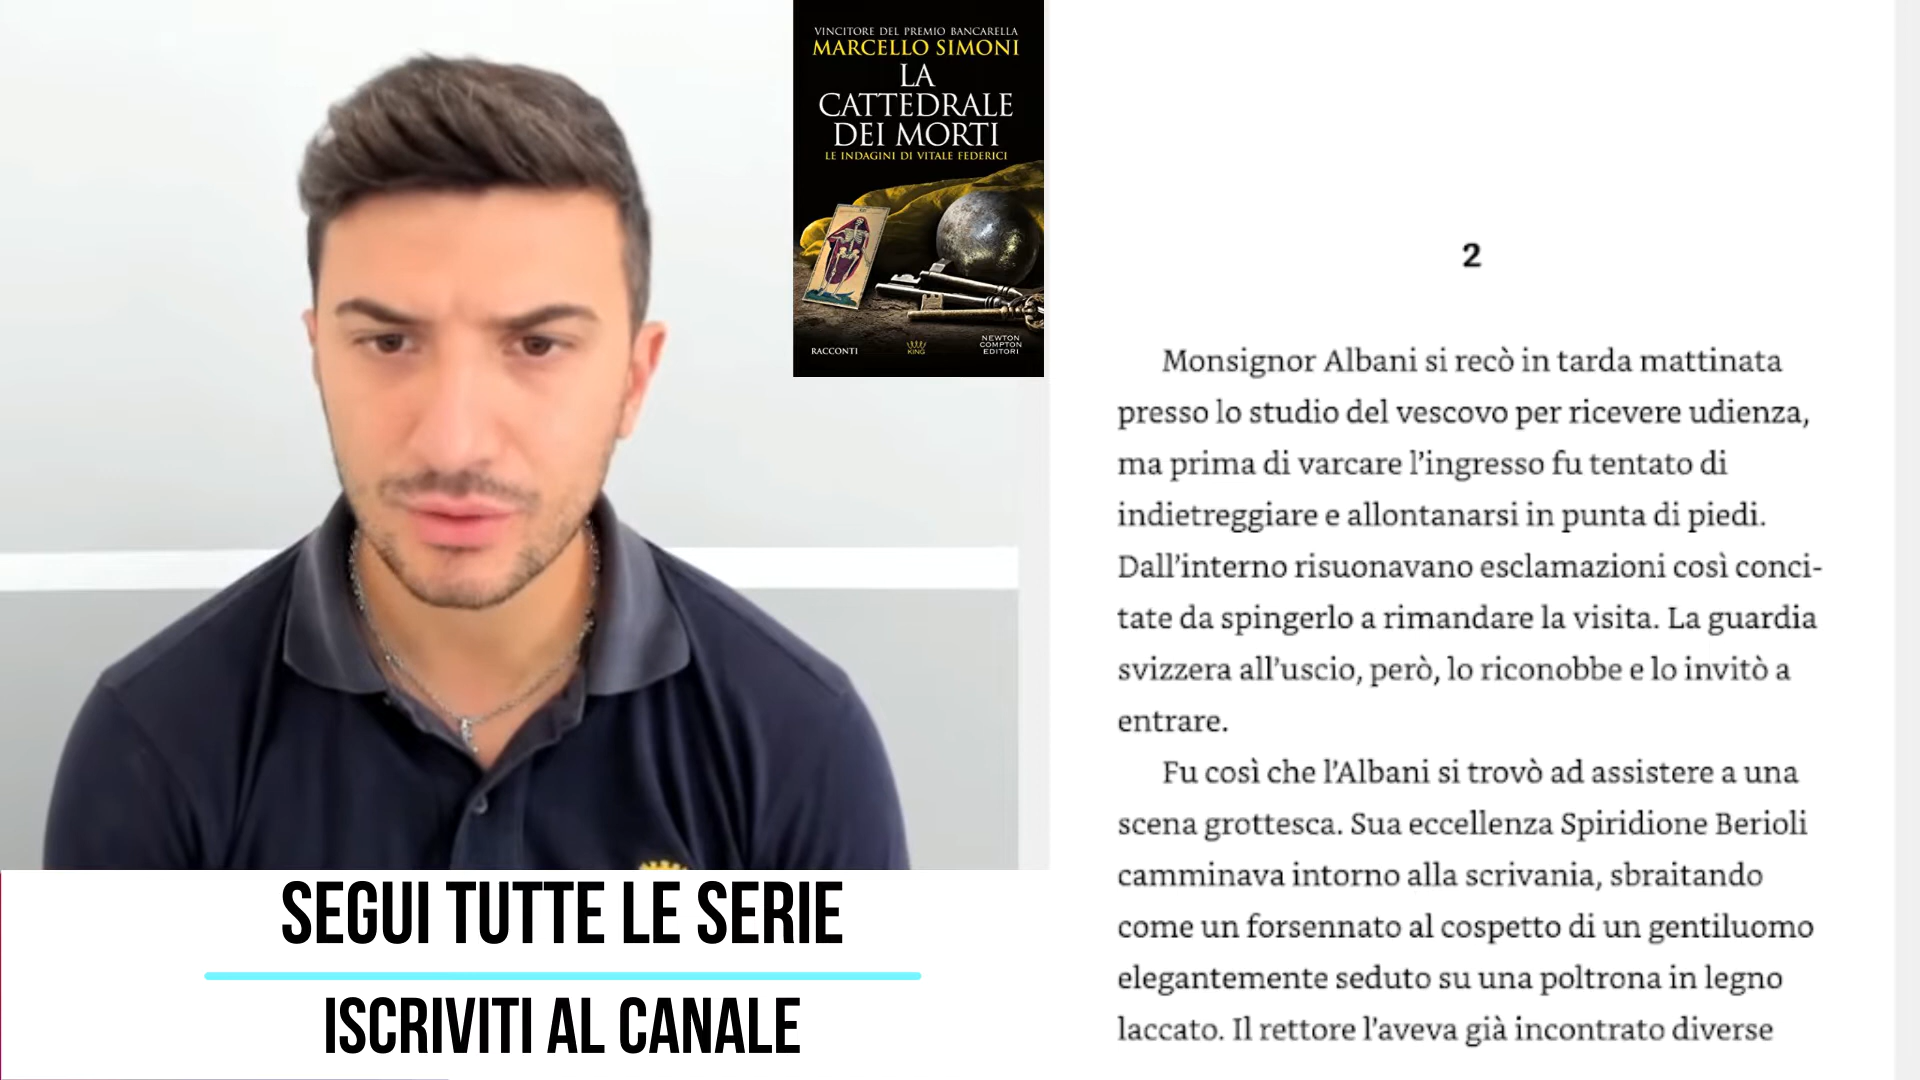 VINCITORE DEL PREMIO BANCARELLA
MARCELLO SIMONI
LA
CATTEDRALE
DEI MORTI
LE INDAGINI DI VITALE FEDERICI
RACCONTI
KING
NEWTON
COMPTON
EDITORI
SEGUI TUTTE LE SERIE
ISCRIVITI AL CANALE
2
Monsignor Albani si recò in tarda mattinata
presso lo studio del vescovo per ricevere udienza,
ma prima di varcare l’ingresso fu tentato di
indietreggiare e allontanarsi in punta di piedi.
Dall’interno risuonavano esclamazioni così conci-
tate da spingerlo a rimandare la visita. La guardia
svizzera all’uscio, però, lo riconobbe e lo invitò a
entrare.
Fu così che l’Albani si trovò ad assistere a una
scena grottesca. Sua eccellenza Spiridione Berioli
camminava intorno alla scrivania, sbraitando
come un forsennato al cospetto di un gentiluomo
elegantemente seduto su una poltrona in legno
laccato. Il rettore l’aveva già incontrato diverse